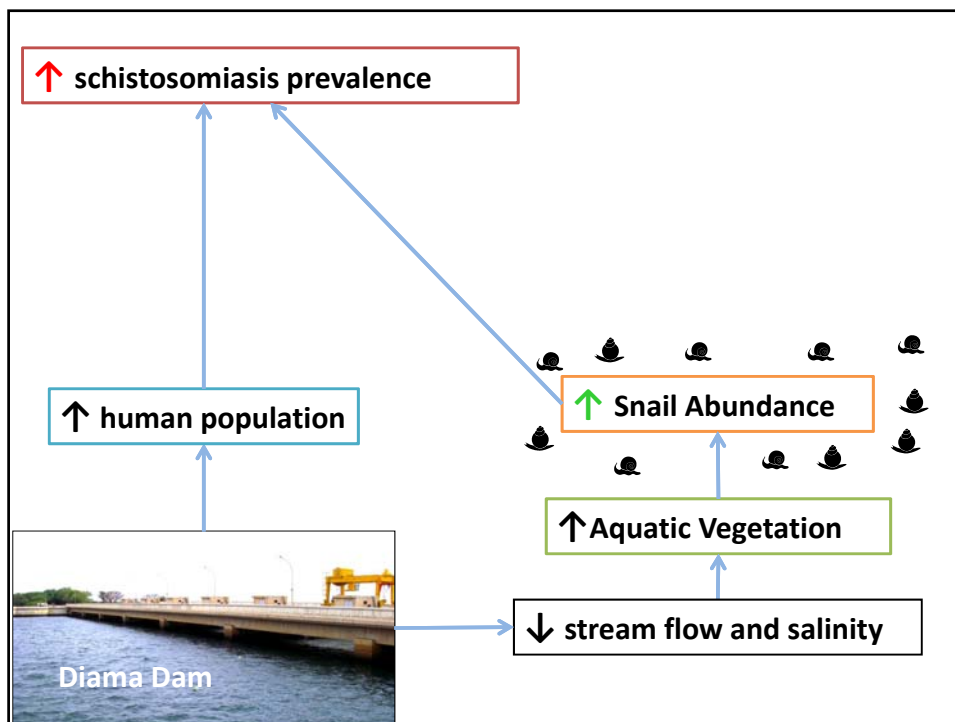 ↑ schistosomiasis prevalence
↑ human population
↑ Snail Abundance
↑Aquatic Vegetation
↓ stream flow and salinity
Diama Dam